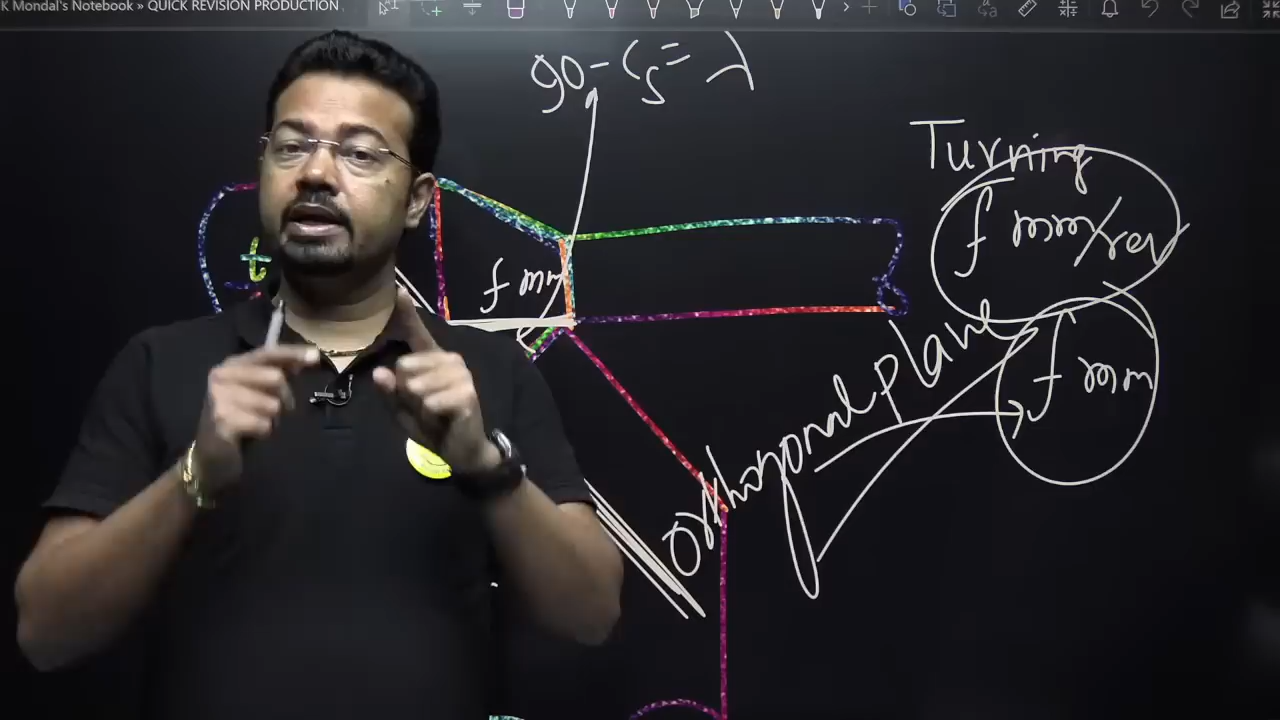 K Mondal's Notebook » QUICK REVISION PRODUCTION
90-Cs=λ
Turning
f mm/rev
t
f mm
f mm
Orthogonal plane